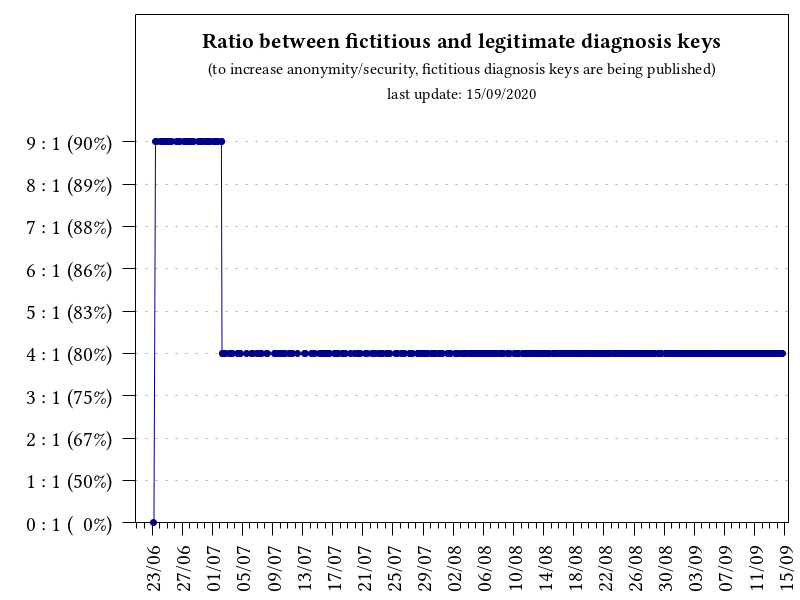 Ratio between fictitious and legitimate diagnosis keys
(to increase anonymity/security, fictitious diagnosis keys are being published)
last update: 15/09/2020
9 : 1 (90%)
8 : 1 (89%)
7 : 1 (88%)
6 : 1 (86%)
5 : 1 (83%)
4 : 1 (80%)
3 : 1 (75%)
2 : 1 (67%)
1 : 1 (50%)
0 : 1 ( 0%)
23/06
27/06
01/07
05/07
09/07
13/07
17/07
21/07
25/07
29/07
02/08
06/08
10/08
14/08
18/08
22/08
26/08
30/08
03/09
07/09
11/09
15/09